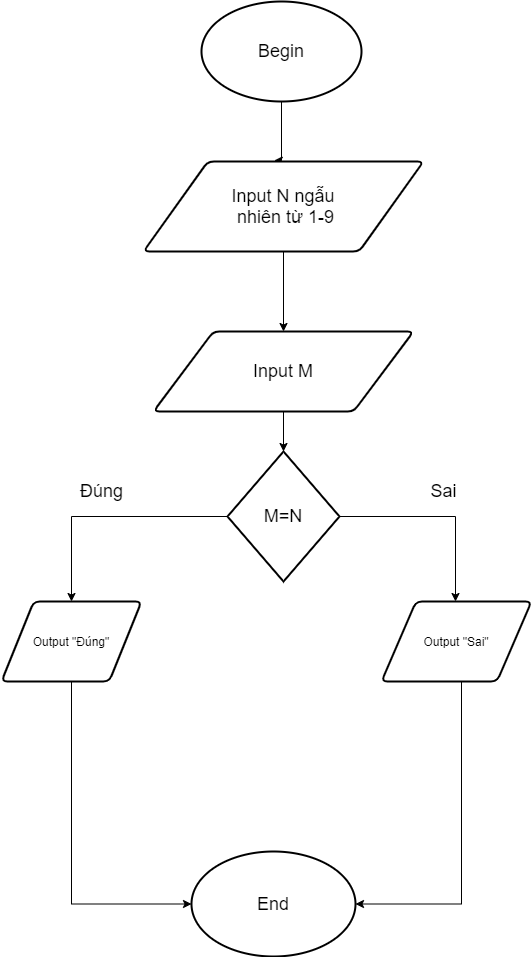 Begin
Input N ngẫu
nhiên từ 1-9
Input M
Đúng
Sai
M=N
Output "Đúng"
Output "Sai"
End